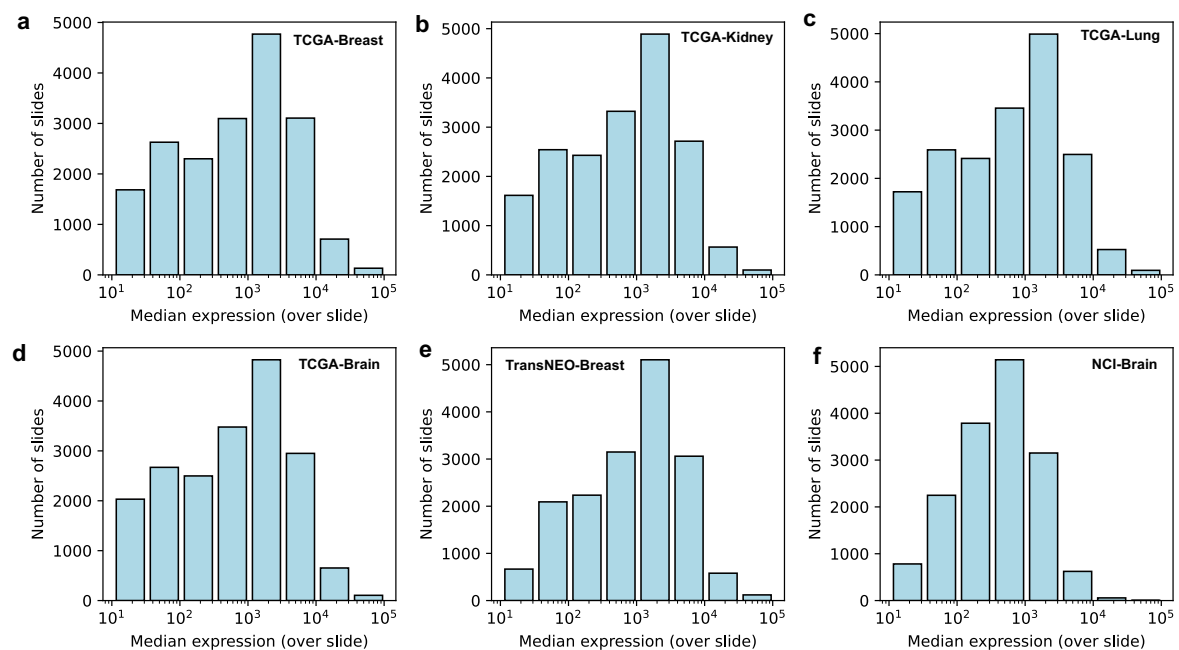 a
TCGA-Breast
Number of slides
5000
4000
3000
2000
1000
0
10¹ 10² 10³ 10⁴ 10⁵
Median expression (over slide)
b
TCGA-Kidney
Number of slides
5000
4000
3000
2000
1000
0
10¹ 10² 10³ 10⁴ 10⁵
Median expression (over slide)
c
TCGA-Lung
Number of slides
5000
4000
3000
2000
1000
0
10¹ 10² 10³ 10⁴ 10⁵
Median expression (over slide)
d
TCGA-Brain
Number of slides
5000
4000
3000
2000
1000
0
10¹ 10² 10³ 10⁴ 10⁵
Median expression (over slide)
e
TransNEO-Breast
Number of slides
5000
4000
3000
2000
1000
0
10¹ 10² 10³ 10⁴ 10⁵
Median expression (over slide)
f
NCI-Brain
Number of slides
5000
4000
3000
2000
1000
0
10¹ 10² 10³ 10⁴ 10⁵
Median expression (over slide)